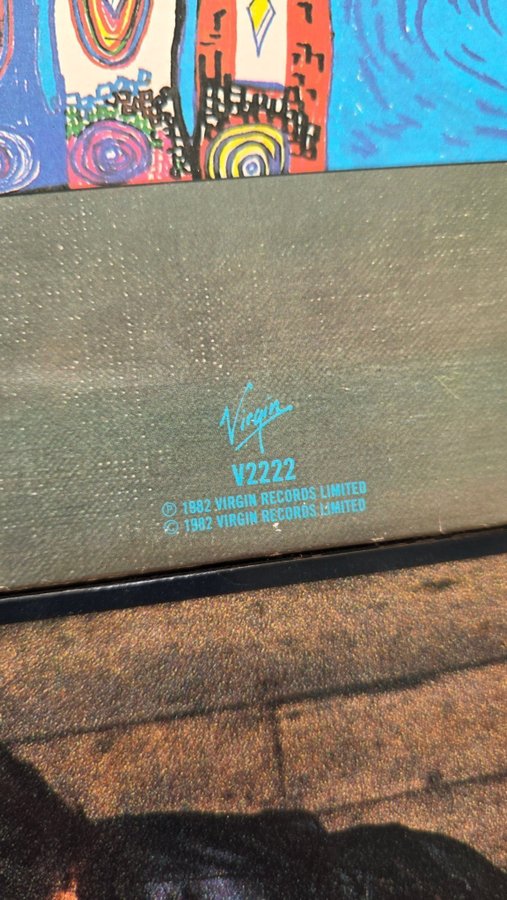 Virgin
V2222
Ⓟ 1982 VIRGIN RECORDS LIMITED
© 1982 VIRGIN RECORDS LIMITED